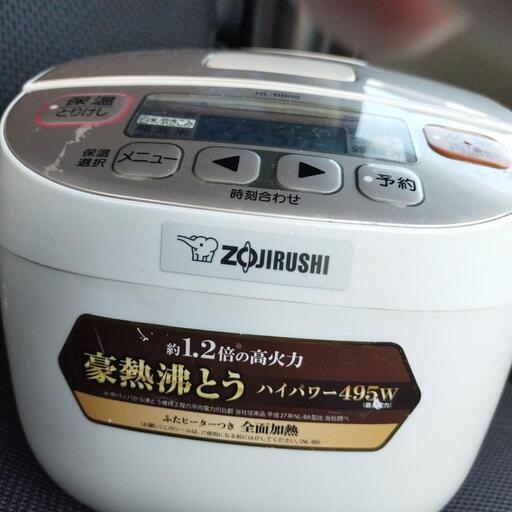 NL-BB05
保温
とりけし
白米/炊きこみ
保温
選択
メニュー
時刻合わせ
予約
ZOJIRUSHI
約1.2倍の高火力
豪熱沸とう ハイパワー495W
ふたヒーターつき 全面加熱